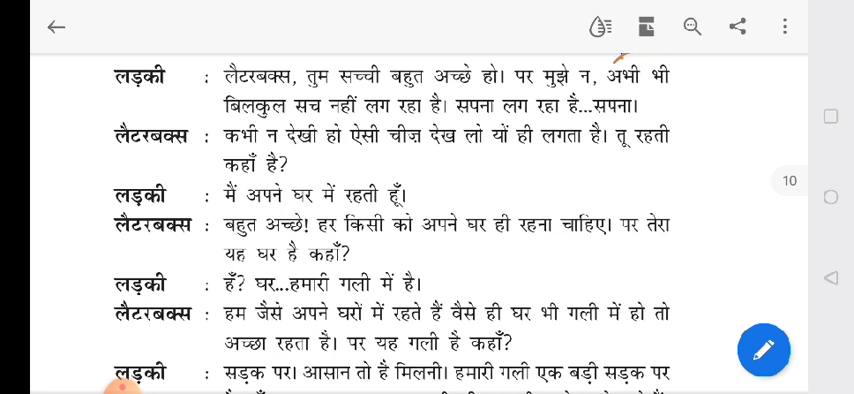 लड़की : लैटरबक्स, तुम सच्ची बहुत अच्छे हो। पर मुझे न, अभी भी
बिलकुल सच नहीं लग रहा है। सपना लग रहा है...सपना।
लैटरबक्स : कभी न देखी हो ऐसी चीज़ देख लो यों ही लगता है। तू रहती
कहाँ है?
लड़की : मैं अपने घर में रहती हूँ।
लैटरबक्स : बहुत अच्छे! हर किसी को अपने घर ही रहना चाहिए। पर तेरा
यह घर है कहाँ?
लड़की : हँ? घर...हमारी गली में है।
लैटरबक्स : हम जैसे अपने घरों में रहते हैं वैसे ही घर भी गली में हो तो
अच्छा रहता है। पर यह गली है कहाँ?
लड़की : सड़क पर। आसान तो है मिलनी। हमारी गली एक बड़ी सड़क पर
10